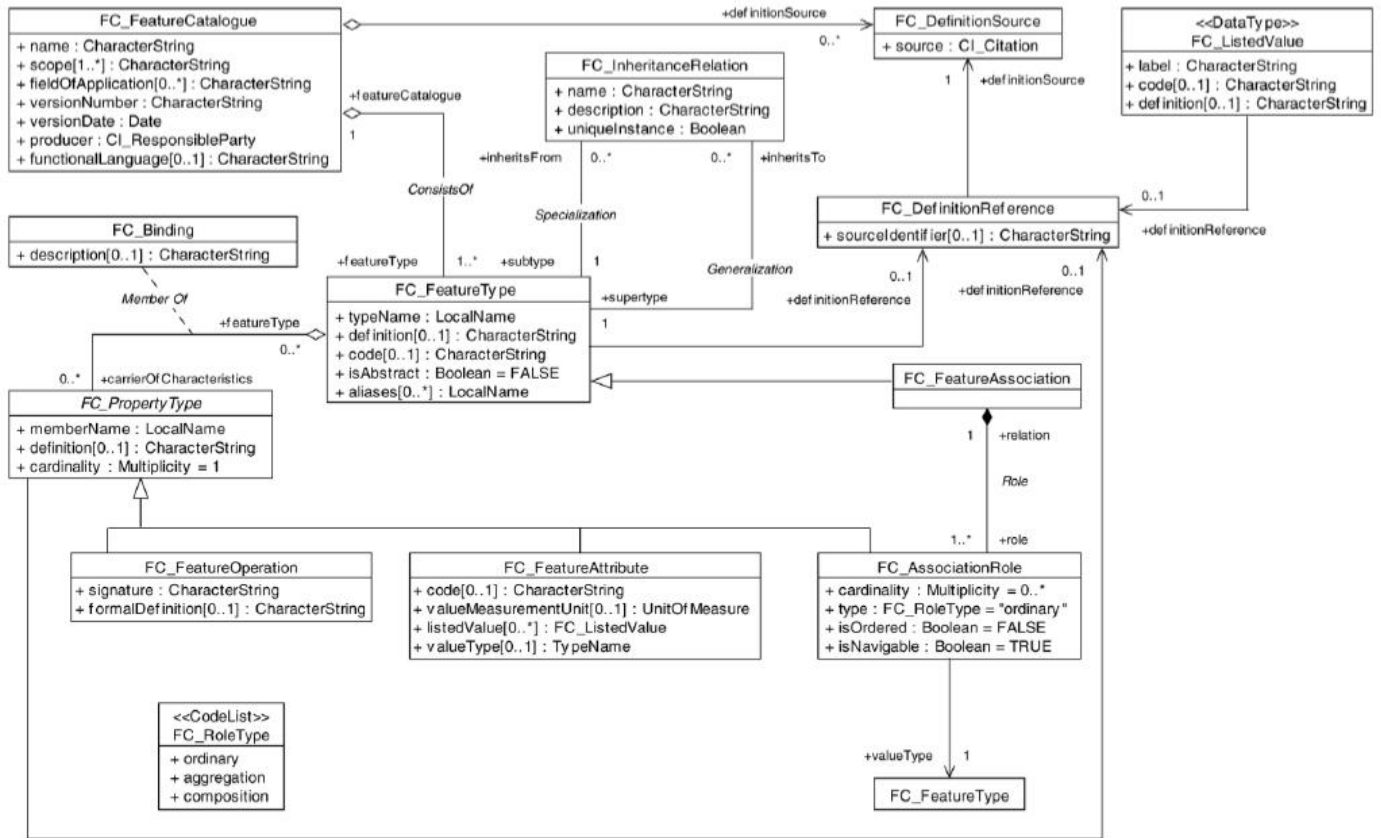 FC_FeatureCatalogue
+ name : CharacterString
+ scope[1..*] : CharacterString
+ fieldOfApplication[0..*] : CharacterString
+ versionNumber : CharacterString
+ versionDate : Date
+ producer : CI_ResponsibleParty
+ functionalLanguage[0..1] : CharacterString
+definitionSource
0..*
FC_DefinitionSource
+ source : CI_Citation
<<DataType>>
FC_ListedValue
+ label : CharacterString
+ code[0..1] : CharacterString
+ definition[0..1] : CharacterString
+featureCatalogue
1
FC_InheritanceRelation
+ name : CharacterString
+ description : CharacterString
+ uniqueInstance : Boolean
1
+definitionSource
+inheritsFrom
0..*
0..*
+inheritsTo
ConsistsOf
Specialization
Generalization
0..1
+definitionReference
FC_DefinitionReference
+ sourceIdentifier[0..1] : CharacterString
FC_Binding
+ description[0..1] : CharacterString
Member Of
+featureType
1..*
+subtype
1
+supertype
1
0..1
+definitionReference
0..1
+definitionReference
FC_FeatureType
+ typeName : LocalName
+ definition[0..1] : CharacterString
+ code[0..1] : CharacterString
+ isAbstract : Boolean = FALSE
+ aliases[0..*] : LocalName
+featureType
0..*
0..*
+carrierOfCharacteristics
FC_PropertyType
+ memberName : LocalName
+ definition[0..1] : CharacterString
+ cardinality : Multiplicity = 1
FC_FeatureAssociation
1
+relation
Role
1..*
+role
FC_FeatureOperation
+ signature : CharacterString
+ formalDefinition[0..1] : CharacterString
FC_FeatureAttribute
+ code[0..1] : CharacterString
+ valueMeasurementUnit[0..1] : UnitOfMeasure
+ listedValue[0..*] : FC_ListedValue
+ valueType[0..1] : TypeName
FC_AssociationRole
+ cardinality : Multiplicity = 0..*
+ type : FC_RoleType = "ordinary"
+ isOrdered : Boolean = FALSE
+ isNavigable : Boolean = TRUE
<<CodeList>>
FC_RoleType
+ ordinary
+ aggregation
+ composition
+valueType
1
FC_FeatureType